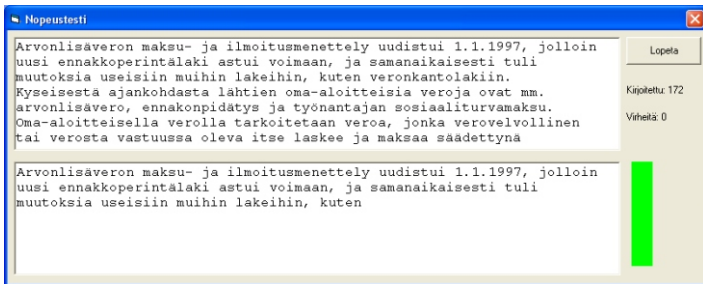 Nopeustesti
Arvonlisäveron maksu- ja ilmoitusmenettely uudistui 1.1.1997, jolloin
uusi ennakkoperintälaki astui voimaan, ja samanaikaisesti tuli
muutoksia useisiin muihin lakeihin, kuten veronkantolakiin.
Kyseisestä ajankohdasta lähtien oma-aloitteisia veroja ovat mm.
arvonlisävero, ennakonpidätys ja työnantajan sosiaaliturvamaksu.
Oma-aloitteisella verolla tarkoitetaan veroa, jonka verovelvollinen
tai verosta vastuussa oleva itse laskee ja maksaa säädettynä
Lopeta
Kirjoitettu: 172
Virheitä: 0
Arvonlisäveron maksu- ja ilmoitusmenettely uudistui 1.1.1997, jolloin
uusi ennakkoperintälaki astui voimaan, ja samanaikaisesti tuli
muutoksia useisiin muihin lakeihin, kuten